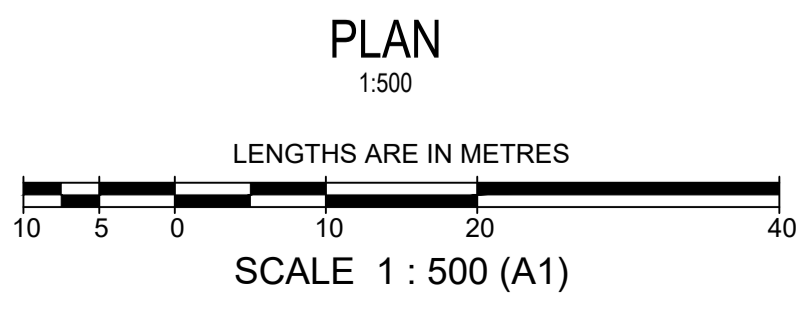 PLAN
1:500
LENGTHS ARE IN METRES
10 5 0 10 20 40
SCALE 1 : 500 (A1)